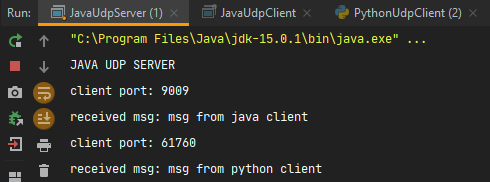 Run: JavaUdpServer (1) JavaUdpClient PythonUdpClient (2)
"C:\Program Files\Java\jdk-15.0.1\bin\java.exe" ...
JAVA UDP SERVER
client port: 9009
received msg: msg from java client
client port: 61760
received msg: msg from python client